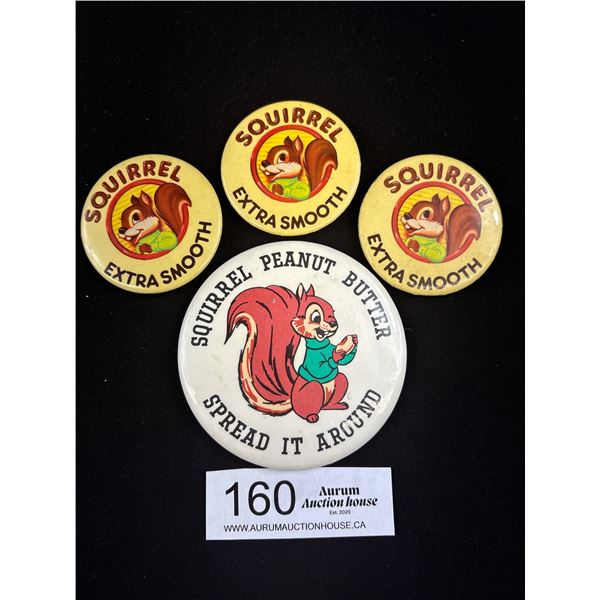 SQUIRREL
EXTRA SMOOTH
SQUIRREL
EXTRA SMOOTH
SQUIRREL
EXTRA SMOOTH
SQUIRREL PEANUT BUTTER
SPREAD IT AROUND
160
Aurum
Auction house
Est. 2025
WWW.AURUMAUCTIONHOUSE.CA